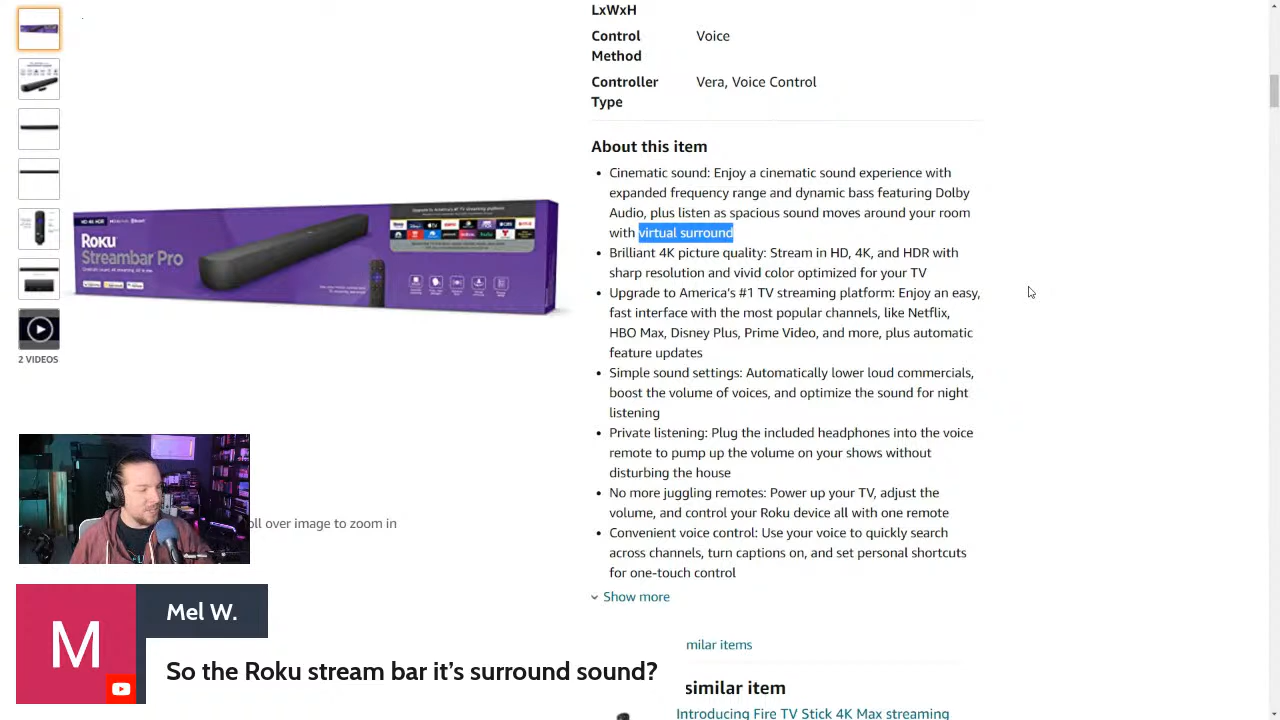 LxWxH
Control Method
Voice
Controller Type
Vera, Voice Control
About this item
Cinematic sound: Enjoy a cinematic sound experience with
expanded frequency range and dynamic bass featuring Dolby
Audio, plus listen as spacious sound moves around your room
with virtual surround
Brilliant 4K picture quality: Stream in HD, 4K, and HDR with
sharp resolution and vivid color optimized for your TV
Upgrade to America's #1 TV streaming platform: Enjoy an easy,
fast interface with the most popular channels, like Netflix,
HBO Max, Disney Plus, Prime Video, and more, plus automatic
feature updates
Simple sound settings: Automatically lower loud commercials,
boost the volume of voices, and optimize the sound for night
listening
Private listening: Plug the included headphones into the voice
remote to pump up the volume on your shows without
disturbing the house
No more juggling remotes: Power up your TV, adjust the
volume, and control your Roku device all with one remote
Convenient voice control: Use your voice to quickly search
across channels, turn captions on, and set personal shortcuts
for one-touch control
Show more
milar items
similar item
Introducing Fire TV Stick 4K Max streaming
2 VIDEOS
HD 4K HDR
Roku
Streambar Pro
oll over image to zoom in
M
Mel W.
So the Roku stream bar it's surround sound?